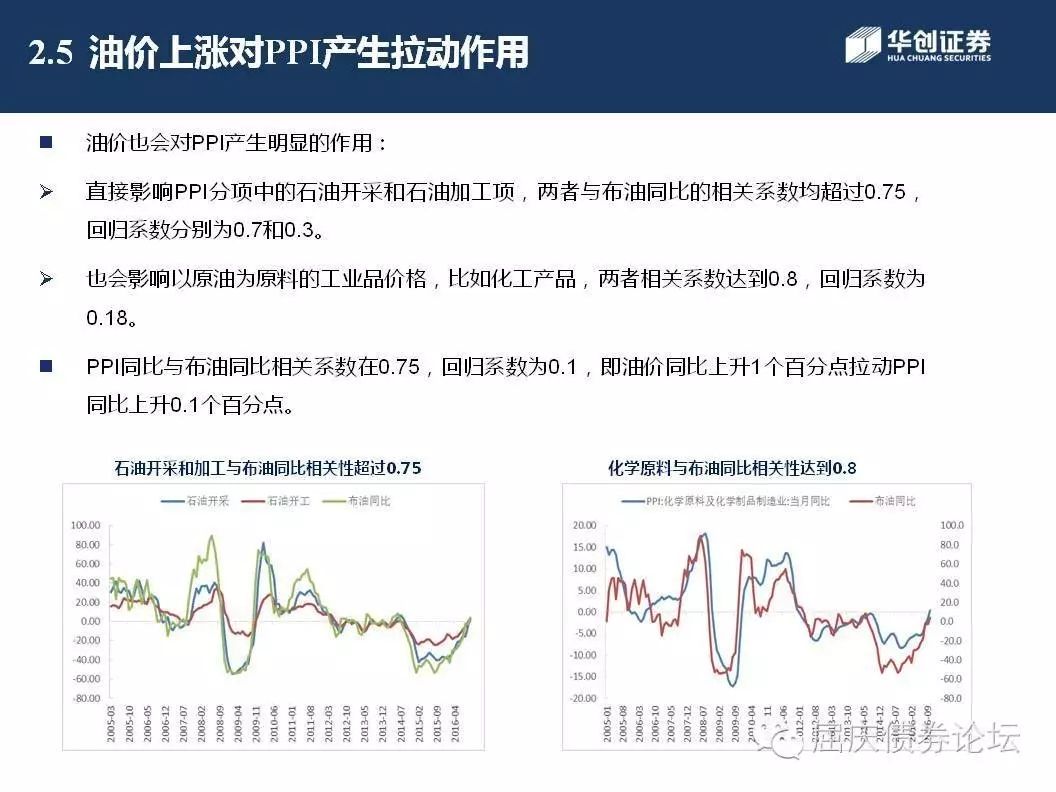 2.5 油价上涨对PPI产生拉动作用
华创证券
HUA CHUANG SECURITIES
油价也会对PPI产生明显的作用：
直接影响PPI分项中的石油开采和石油加工项，两者与布油同比的相关系数均超过0.75，
回归系数分别为0.7和0.3。
也会影响以原油为原料的工业品价格，比如化工产品，两者相关系数达到0.8，回归系数为
0.18。
PPI同比与布油同比相关系数在0.75，回归系数为0.1，即油价同比上升1个百分点拉动PPI
同比上升0.1个百分点。
石油开采和加工与布油同比相关性超过0.75
石油开采 石油开工 布油同比
100.00
80.00
60.00
40.00
20.00
0.00
-20.00
-40.00
-60.00
-80.00
2005-03 2005-10 2006-05 2006-12 2007-07 2008-02 2008-09 2009-04 2009-11 2010-06 2011-01 2011-08 2012-03 2012-10 2013-05 2013-12 2014-07 2015-02 2015-09 2016-04
化学原料与布油同比相关性达到0.8
PPI:化学原料及化学制品制造业:当月同比 布油同比
20.00 100.0
15.00 80.0
10.00 60.0
5.00 40.0
0.00 20.0
-5.00 0.0
-10.00 -20.0
-15.00 -40.0
-20.00 -60.0
-80.0
2005-01 2005-08 2006-03 2006-10 2007-05 2007-12 2008-07 2009-02 2009-09 2010-04 2012-01 2012-08 2013-03 2013-10 2014-05 2014-12 2015-07 2016-02 2016-09
屈庆债券论坛